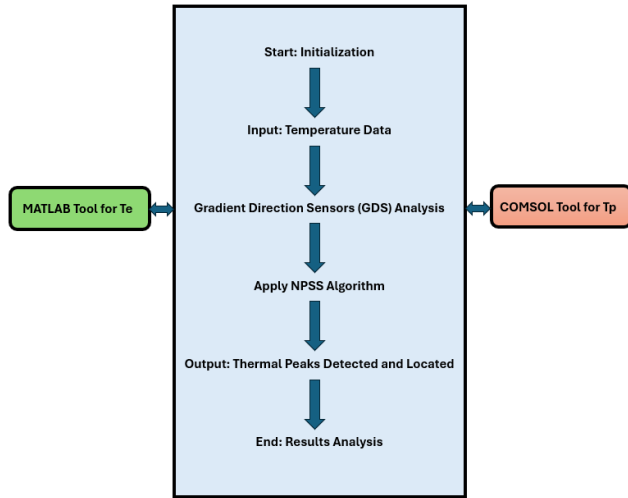 Start: Initialization
Input: Temperature Data
MATLAB Tool for Te
Gradient Direction Sensors (GDS) Analysis
COMSOL Tool for Tp
Apply NPSS Algorithm
Output: Thermal Peaks Detected and Located
End: Results Analysis